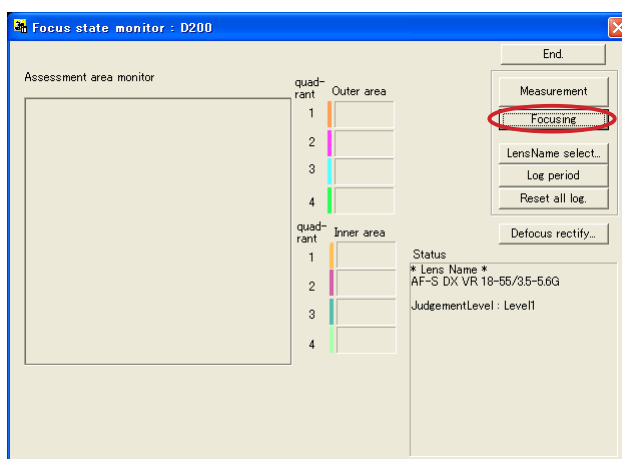 Focus state monitor : D200
End.
Assessment area monitor
quad-
rant Outer area
1
2
3
4
quad-
rant Inner area
1
2
3
4
Measurement
Focusing
LensName select...
Log period
Reset all log.
Defocus rectify...
Status
* Lens Name *
AF-S DX VR 18-55/3.5-5.6G
JudgementLevel : Level1